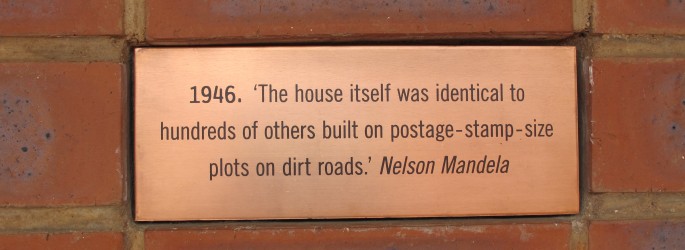 1946. ‘The house itself was identical to
hundreds of others built on postage-stamp-size
plots on dirt roads.’ Nelson Mandela